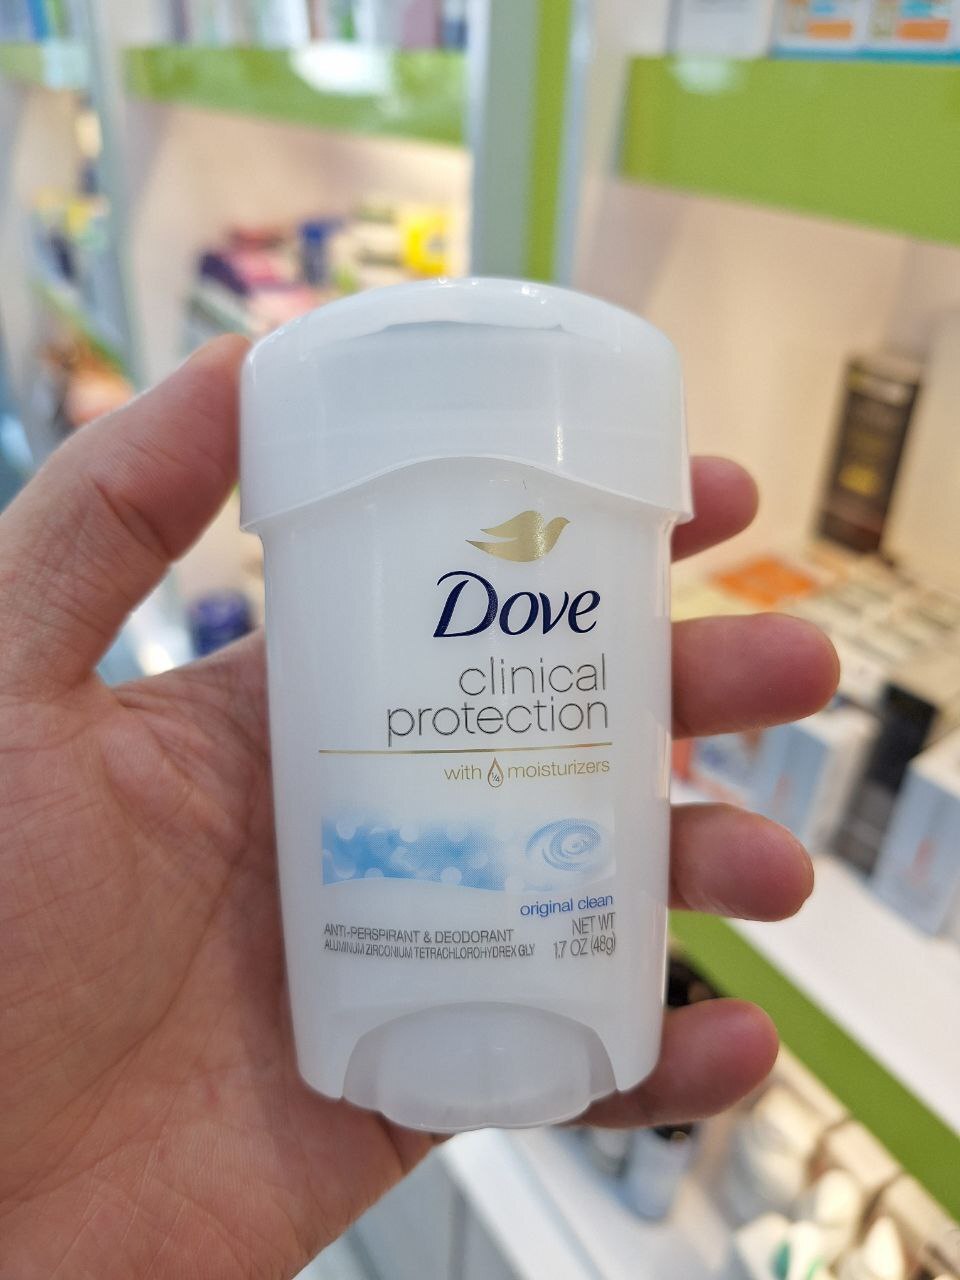 Dove
clinical
protection
with ¼ moisturizers
original clean
ANTI-PERSPIRANT & DEODORANT
ALUMINUM ZIRCONIUM TETRACHLOROHYDREX GLY
NET WT
1.7 OZ (48g)